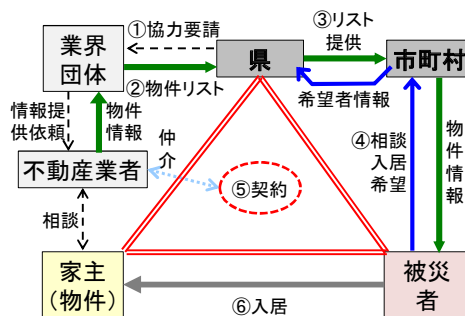 ①協力要請
業界
団体
県
③リスト
提供
市町村
②物件リスト
希望者情報
情報提
供依頼
物件
情報
仲
介
④相談
入居
希望
物
件
情
報
不動産業者
⑤契約
相談
家主
（物件）
被災
者
⑥入居